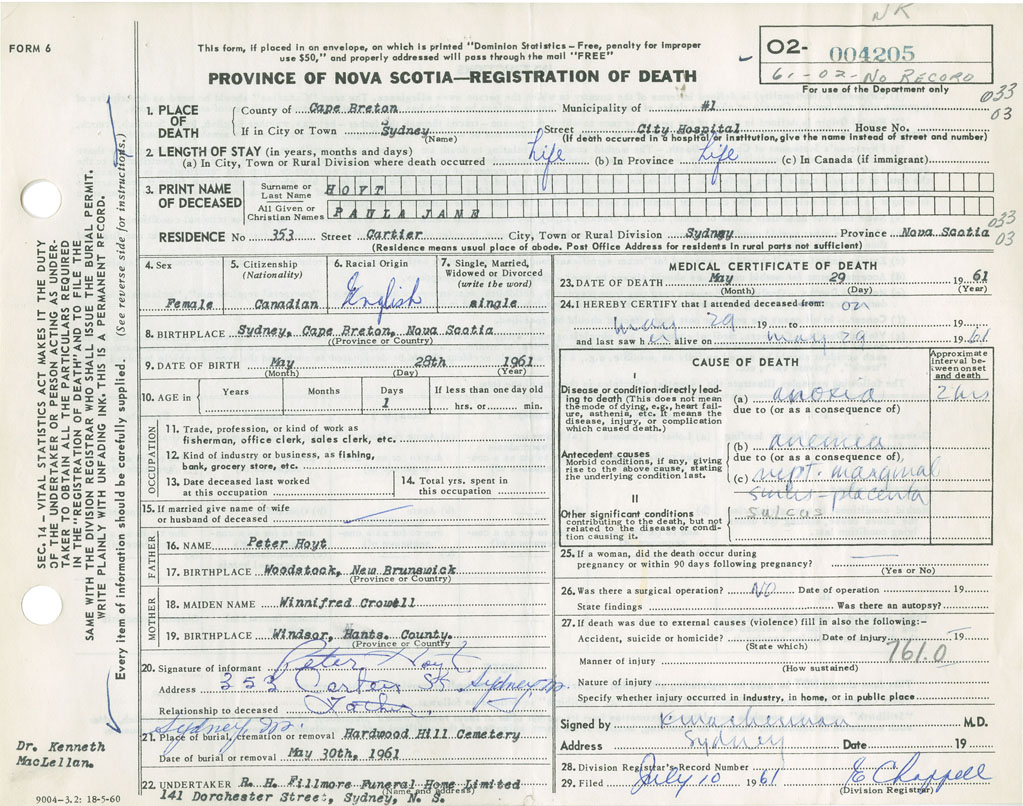 NR
FORM 6
This form, if placed in an envelope, on which is printed "Dominion Statistics – Free, penalty for improper
use $50," and properly addressed will pass through the mail "FREE"
02- 004205
61-02-No RECORD
For use of the Department only
PROVINCE OF NOVA SCOTIA—REGISTRATION OF DEATH
033
03
1. PLACE OF DEATH
County of Cape Breton Municipality of #1
If in City or Town Sydney (Name) Street City Hospital House No.
(If death occurred in a hospital or institution, give the name instead of street and number)
2. LENGTH OF STAY (in years, months and days)
(a) In City, Town or Rural Division where death occurred Life (b) In Province Life (c) In Canada (if immigrant)
3. PRINT NAME OF DECEASED
Surname or Last Name HOYT
All Given or Christian Names PAULA JANE
033
03
RESIDENCE No 353 Street Cartier City, Town or Rural Division Sydney Province Nova Scotia
(Residence means usual place of abode. Post Office Address for residents in rural parts not sufficient)
4. Sex
Female
5. Citizenship (Nationality)
Canadian
6. Racial Origin
English
7. Single, Married, Widowed or Divorced (write the word)
single
8. BIRTHPLACE Sydney, Cape Breton, Nova Scotia
(Province or Country)
9. DATE OF BIRTH May 28th 1961
(Month) (Day) (Year)
10. AGE in Years Months Days 1 If less than one day old hrs. or min.
OCCUPATION
11. Trade, profession, or kind of work as
fisherman, office clerk, sales clerk, etc.
12. Kind of industry or business, as fishing,
bank, grocery store, etc.
13. Date deceased last worked
at this occupation
14. Total yrs. spent in
this occupation
15. If married give name of wife
or husband of deceased
FATHER
16. NAME Peter Hoyt
17. BIRTHPLACE Woodstock, New Brunswick
(Province or Country)
MOTHER
18. MAIDEN NAME Winnifred Crowell
19. BIRTHPLACE Windsor, Hants. County.
(Province or Country)
20. Signature of informant Peter Hoyt
Address 353 Cartier St Sydney
Relationship to deceased Father
Sydney
21. Place of burial, cremation or removal Hardwood Hill Cemetery
Date of burial or removal May 30th, 1961
22. UNDERTAKER R. H. Fillmore Funeral Home Limited
(Name and address)
141 Dorchester Street, Sydney, N. S.
MEDICAL CERTIFICATE OF DEATH
23. DATE OF DEATH May 29 1961
(Month) (Day) (Year)
24. I HEREBY CERTIFY that I attended deceased from: on
May 29 19 to 19
and last saw her alive on May 29 1961
CAUSE OF DEATH
Approximate interval between onset and death
I
Disease or condition directly leading to death (This does not mean the mode of dying, e.g., heart failure, asthenia, etc. It means the disease, injury, or complication which caused death.)
(a) anoxia 2 hrs
due to (or as a consequence of)
(b) anemia
Antecedent causes
Morbid conditions, if any, giving rise to the above cause, stating the underlying condition last.
due to (or as a consequence of),
(c) rupt. marginal
sinus-placenta
sulcus
II
Other significant conditions
contributing to the death, but not related to the disease or condition causing it.
25. If a woman, did the death occur during
pregnancy or within 90 days following pregnancy?
(Yes or No)
26. Was there a surgical operation? NO Date of operation 19
State findings Was there an autopsy?
27. If death was due to external causes (violence) fill in also the following:–
Accident, suicide or homicide? Date of injury 19
(State which)
761.0
Manner of injury
(How sustained)
Nature of injury
Specify whether injury occurred in industry, in home, or in public place
Signed by M.D.
Address Sydney Date 19
28. Division Registrar's Record Number
29. Filed July 10 1961 E Chappell
(Division Registrar)
SEC. 14 – VITAL STATISTICS ACT MAKES IT THE DUTY
OF THE UNDERTAKER OR PERSON ACTING AS UNDER-
TAKER TO OBTAIN ALL THE PARTICULARS REQUIRED
IN THE "REGISTRATION OF DEATH" AND TO FILE THE
SAME WITH THE DIVISION REGISTRAR WHO SHALL ISSUE THE BURIAL PERMIT.
WRITE PLAINLY WITH UNFADING INK. THIS IS A PERMANENT RECORD.
Every item of information should be carefully supplied. (See reverse side for instructions.)
Dr. Kenneth
MacLellan.
9004-3.2: 18-5-60